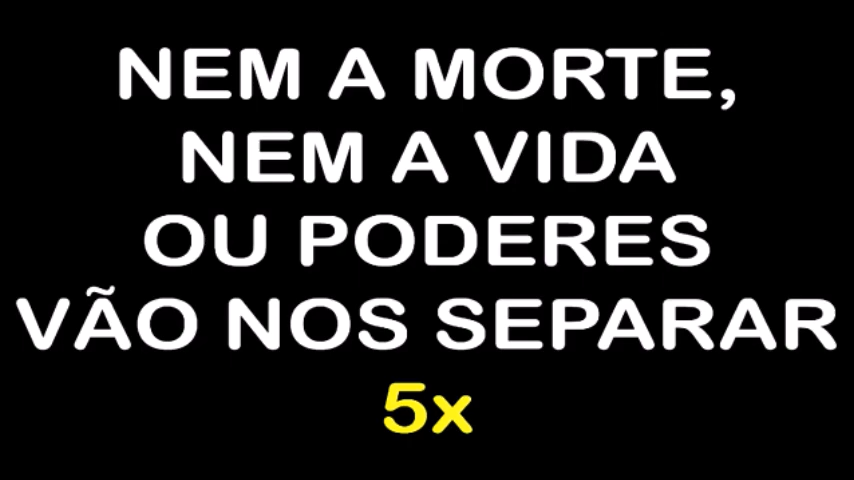 NEM A MORTE,
NEM A VIDA
OU PODERES
VÃO NOS SEPARAR
5x